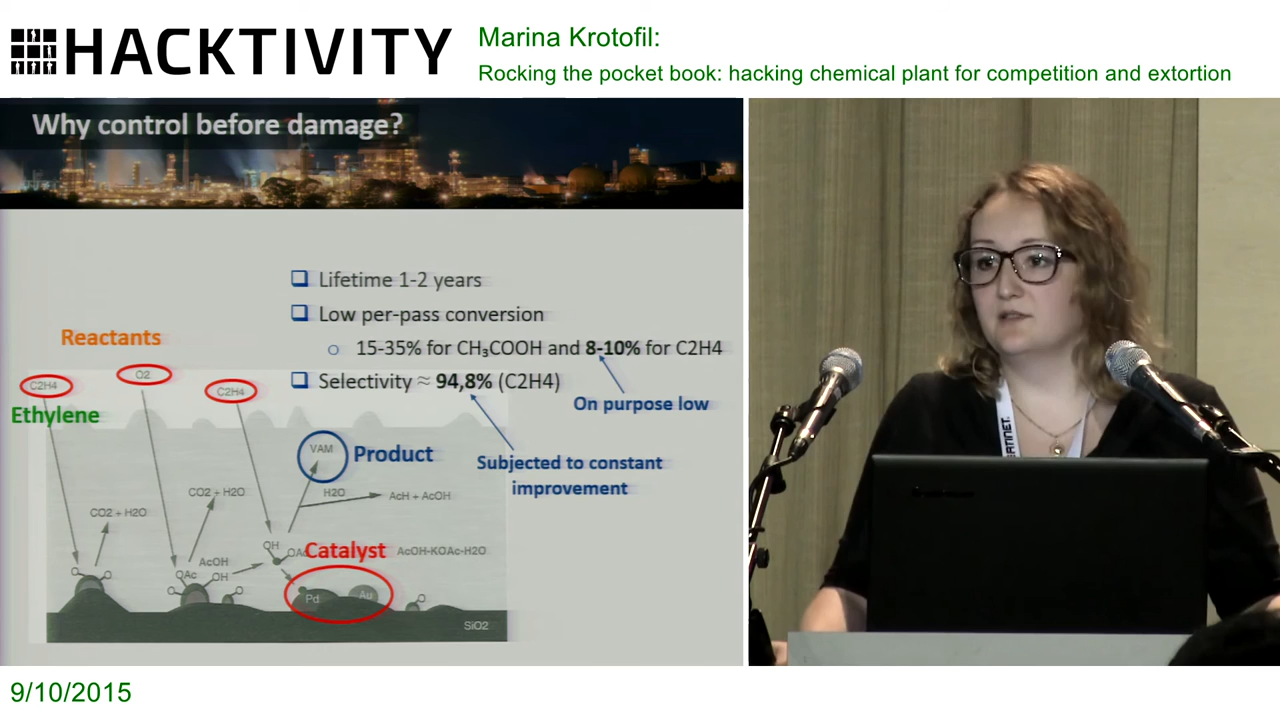 HACKTIVITY
Marina Krotofil:
Rocking the pocket book: hacking chemical plant for competition and extortion
Why control before damage?
Lifetime 1-2 years
Low per-pass conversion
15-35% for CH₃COOH and 8-10% for C2H4
Selectivity ≈ 94,8% (C2H4)
On purpose low
Subjected to constant
improvement
Reactants
C2H4
O2
C2H4
Ethylene
VAM
Product
CO2 + H2O
H2O
AcH + AcOH
CO2 + H2O
OH
OAc
Catalyst
AcOH-KOAc-H2O
AcOH
O
O
OAc
OH
O
O
O
Pd
Au
SiO2
9/10/2015